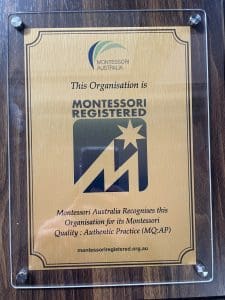 MONTESSORI
AUSTRALIA
This Organisation is
MONTESSORI
REGISTERED
Montessori Australia Recognises this
Organisation for its Montessori
Quality : Authentic Practice (MQ:AP)
montessoriregistered.org.au